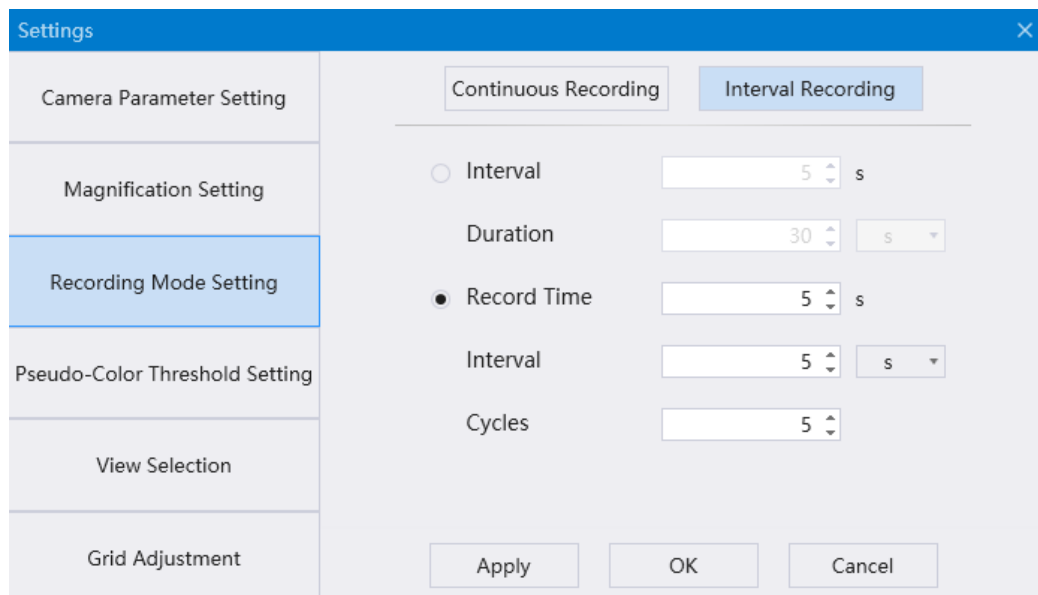 Settings
Camera Parameter Setting
Magnification Setting
Recording Mode Setting
Pseudo-Color Threshold Setting
View Selection
Grid Adjustment
Continuous Recording Interval Recording
Interval 5 s
Duration 30 s
Record Time 5 s
Interval 5 s
Cycles 5
Apply OK Cancel